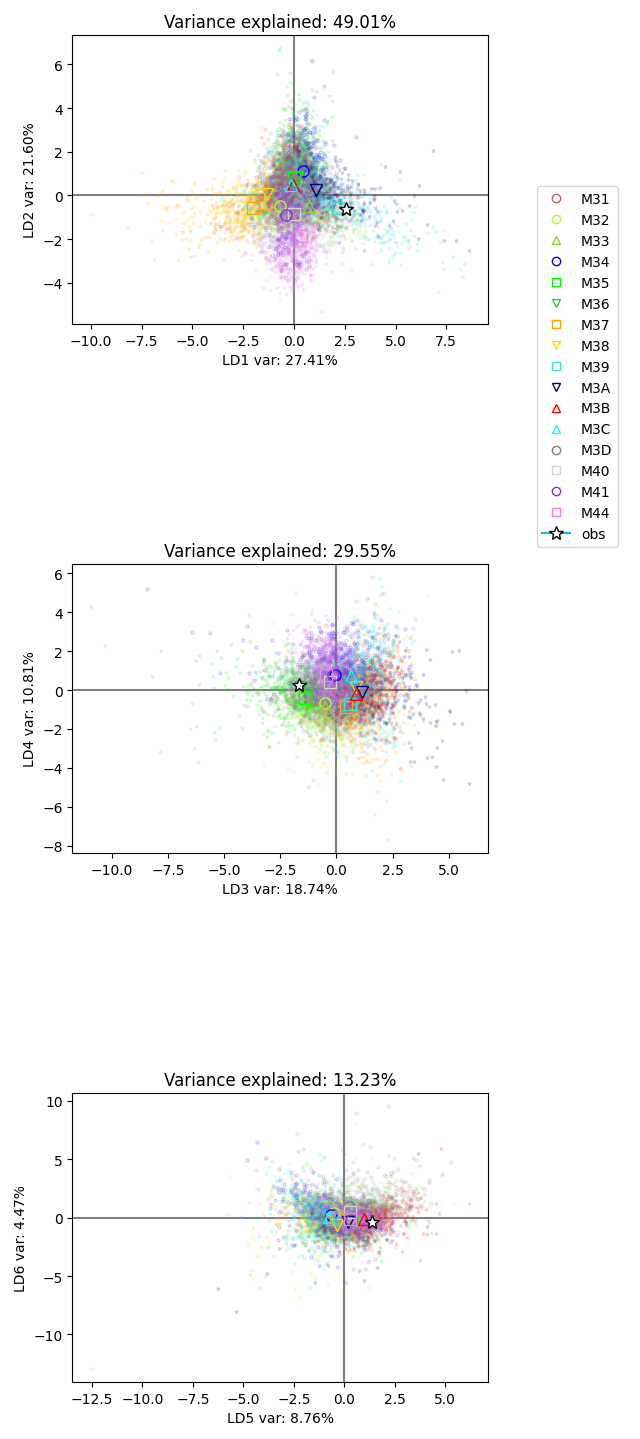 Variance explained: 49.01%
LD2 var: 21.60%
6
4
2
0
−2
−4
−10.0 −7.5 −5.0 −2.5 0.0 2.5 5.0 7.5
LD1 var: 27.41%
M31
M32
M33
M34
M35
M36
M37
M38
M39
M3A
M3B
M3C
M3D
M40
M41
M44
obs
Variance explained: 29.55%
LD4 var: 10.81%
6
4
2
0
−2
−4
−6
−8
−10.0 −7.5 −5.0 −2.5 0.0 2.5 5.0
LD3 var: 18.74%
Variance explained: 13.23%
LD6 var: 4.47%
10
5
0
−5
−10
−12.5 −10.0 −7.5 −5.0 −2.5 0.0 2.5 5.0
LD5 var: 8.76%